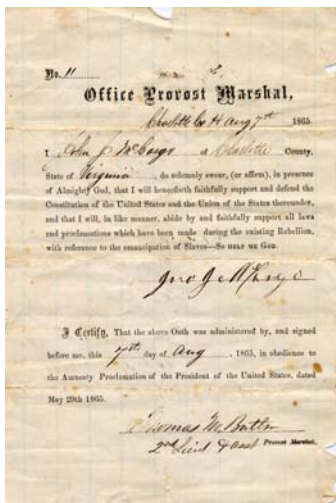 No. 11
Office Provost Marshal,
Charlotte Co H Aug 7th 1865
I John J McCargo of Charlotte County,
State of Virginia, do solemnly swear, (or affirm), in presence
of Almighty God, that I will henceforth faithfully support and defend the
Constitution of the United States and the Union of the States thereunder,
and that I will, in like manner, abide by and faithfully support all laws
and proclamations which have been made during the existing Rebellion,
with reference to the emancipation of Slaves—So HELP ME GOD.
Jno J McCargo
I Certify, That the above Oath was administered by, and signed
before me, this 7th day of Aug, 1865, in obedience to
the Amnesty Proclamation of the President of the United States, dated
May 29th 1865.
Thomas M. Butler
2nd Lieut & asst Provost Marshal.